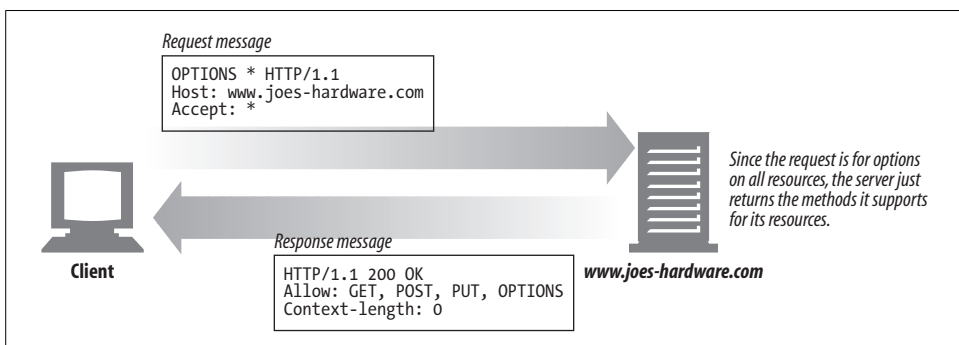 Request message
OPTIONS * HTTP/1.1
Host: www.joes-hardware.com
Accept: *
Since the request is for options
on all resources, the server just
returns the methods it supports
for its resources.
Client
www.joes-hardware.com
Response message
HTTP/1.1 200 OK
Allow: GET, POST, PUT, OPTIONS
Context-length: 0